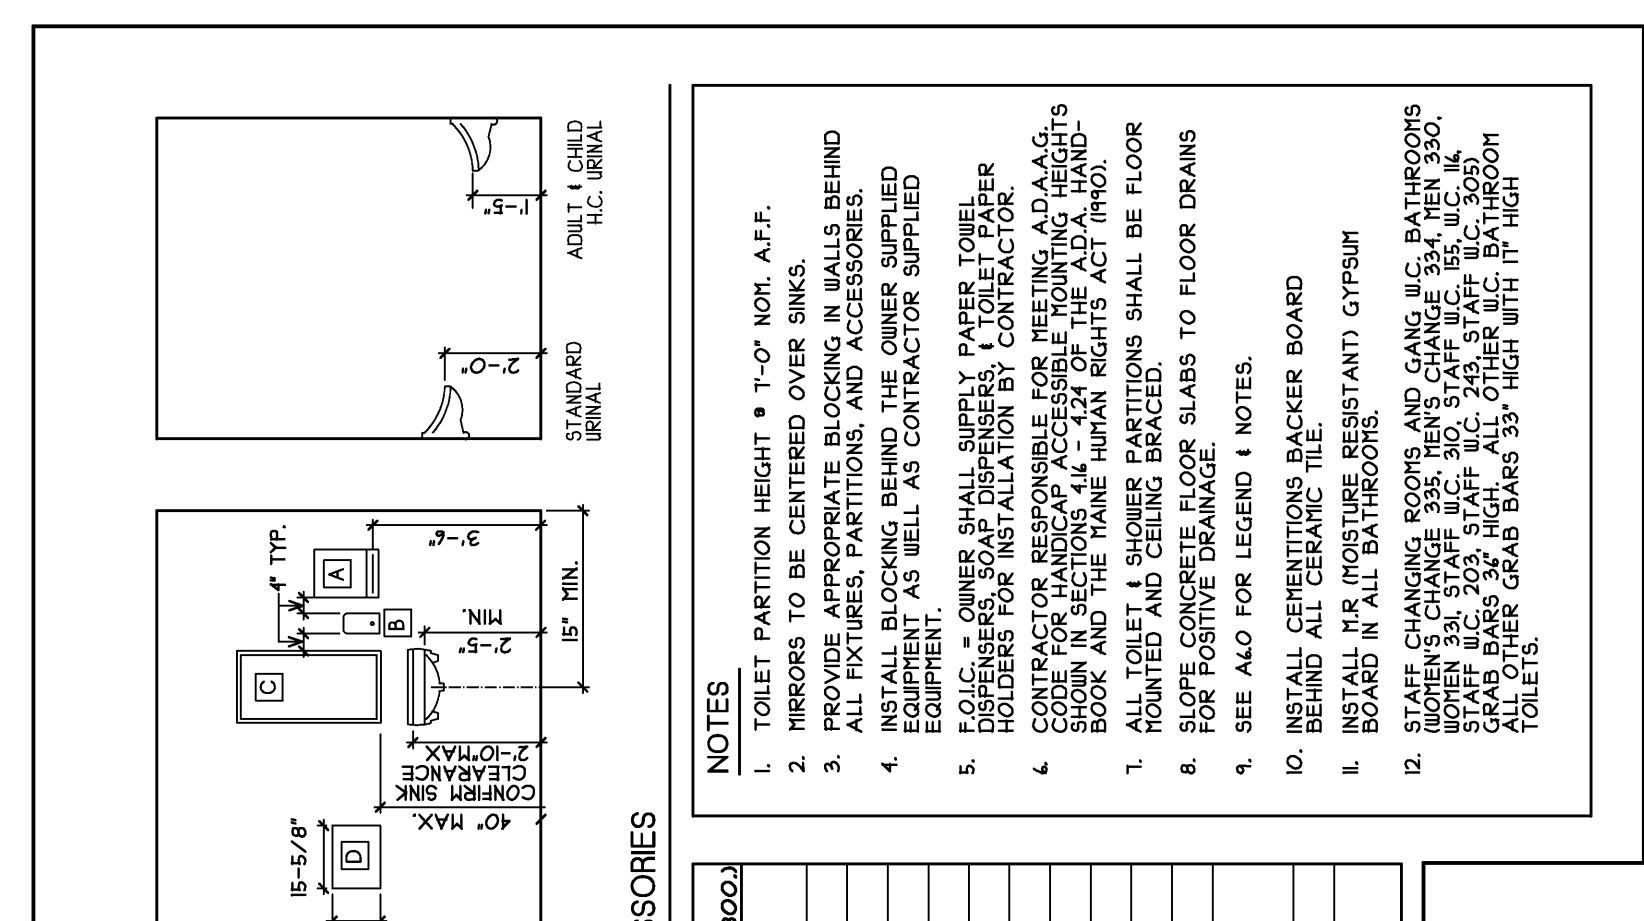 4" TYP.
A
B
C
D
3'-6"
2'-5"
MIN.
15" MIN.
2'-10"MAX
CONFIRM SINK
CLEARANCE
40" MAX.
15-5/8"
2'-0"
STANDARD
URINAL
1'-5"
ADULT & CHILD
H.C. URINAL
SSORIES
NOTES
1. TOILET PARTITION HEIGHT @ 7'-0" NOM. A.F.F.
2. MIRRORS TO BE CENTERED OVER SINKS.
3. PROVIDE APPROPRIATE BLOCKING IN WALLS BEHIND
ALL FIXTURES, PARTITIONS, AND ACCESSORIES.
4. INSTALL BLOCKING BEHIND THE OWNER SUPPLIED
EQUIPMENT AS WELL AS CONTRACTOR SUPPLIED
EQUIPMENT.
5. F.O.I.C. = OWNER SHALL SUPPLY PAPER TOWEL
DISPENSERS, SOAP DISPENSERS, & TOILET PAPER
HOLDERS FOR INSTALLATION BY CONTRACTOR.
6. CONTRACTOR RESPONSIBLE FOR MEETING A.D.A.A.G.
CODE FOR HANDICAP ACCESSIBLE MOUNTING HEIGHTS
SHOWN IN SECTIONS 4.16 - 4.24 OF THE A.D.A. HAND-
BOOK AND THE MAINE HUMAN RIGHTS ACT (1990).
7. ALL TOILET & SHOWER PARTITIONS SHALL BE FLOOR
MOUNTED AND CEILING BRACED.
8. SLOPE CONCRETE FLOOR SLABS TO FLOOR DRAINS
FOR POSITIVE DRAINAGE.
9. SEE A6.0 FOR LEGEND & NOTES.
10. INSTALL CEMENTITIONS BACKER BOARD
BEHIND ALL CERAMIC TILE.
11. INSTALL M.R (MOISTURE RESISTANT) GYPSUM
BOARD IN ALL BATHROOMS.
12. STAFF CHANGING ROOMS AND GANG W.C. BATHROOMS
(WOMEN'S CHANGE 335, MEN'S CHANGE 334, MEN 330,
WOMEN 331, STAFF W.C. 310, STAFF W.C. 155, W.C. 116,
STAFF W.C. 203, STAFF W.C. 243, STAFF W.C. 305)
GRAB BARS 36" HIGH. ALL OTHER W.C. BATHROOM
ALL OTHER GRAB BARS 33" HIGH WITH 17" HIGH
TOILETS.